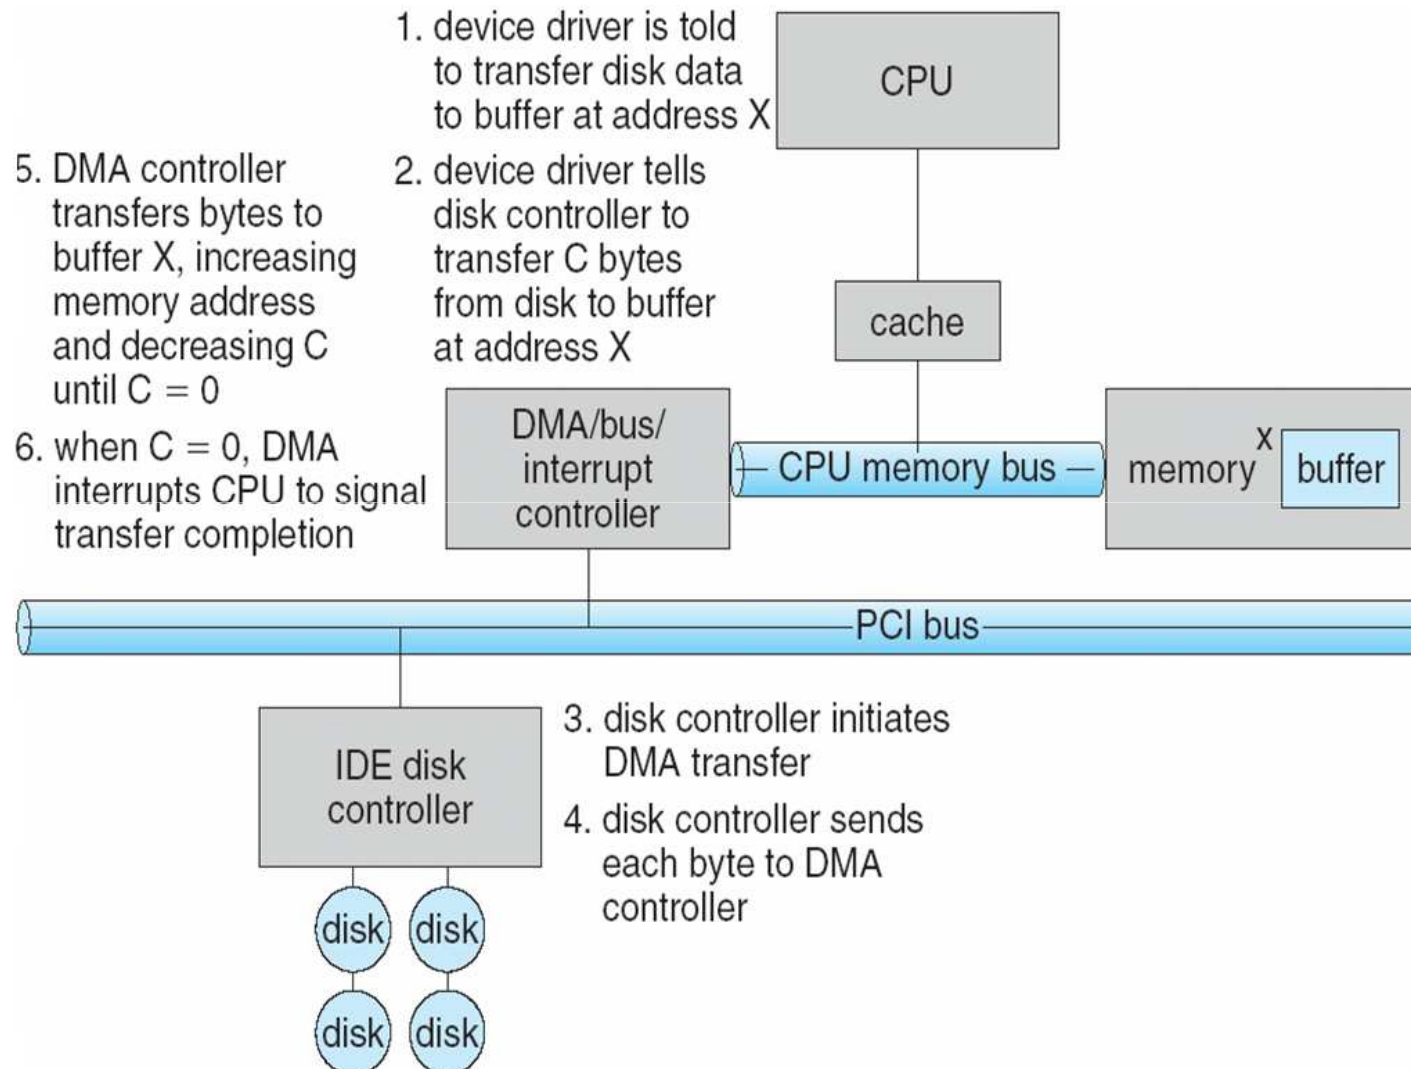 1. device driver is told
to transfer disk data
to buffer at address X
CPU
5. DMA controller
transfers bytes to
buffer X, increasing
memory address
and decreasing C
until C = 0
2. device driver tells
disk controller to
transfer C bytes
from disk to buffer
at address X
cache
6. when C = 0, DMA
interrupts CPU to signal
transfer completion
DMA/bus/
interrupt
controller
CPU memory bus
memory
X
buffer
PCI bus
IDE disk
controller
3. disk controller initiates
DMA transfer
4. disk controller sends
each byte to DMA
controller
disk
disk
disk
disk